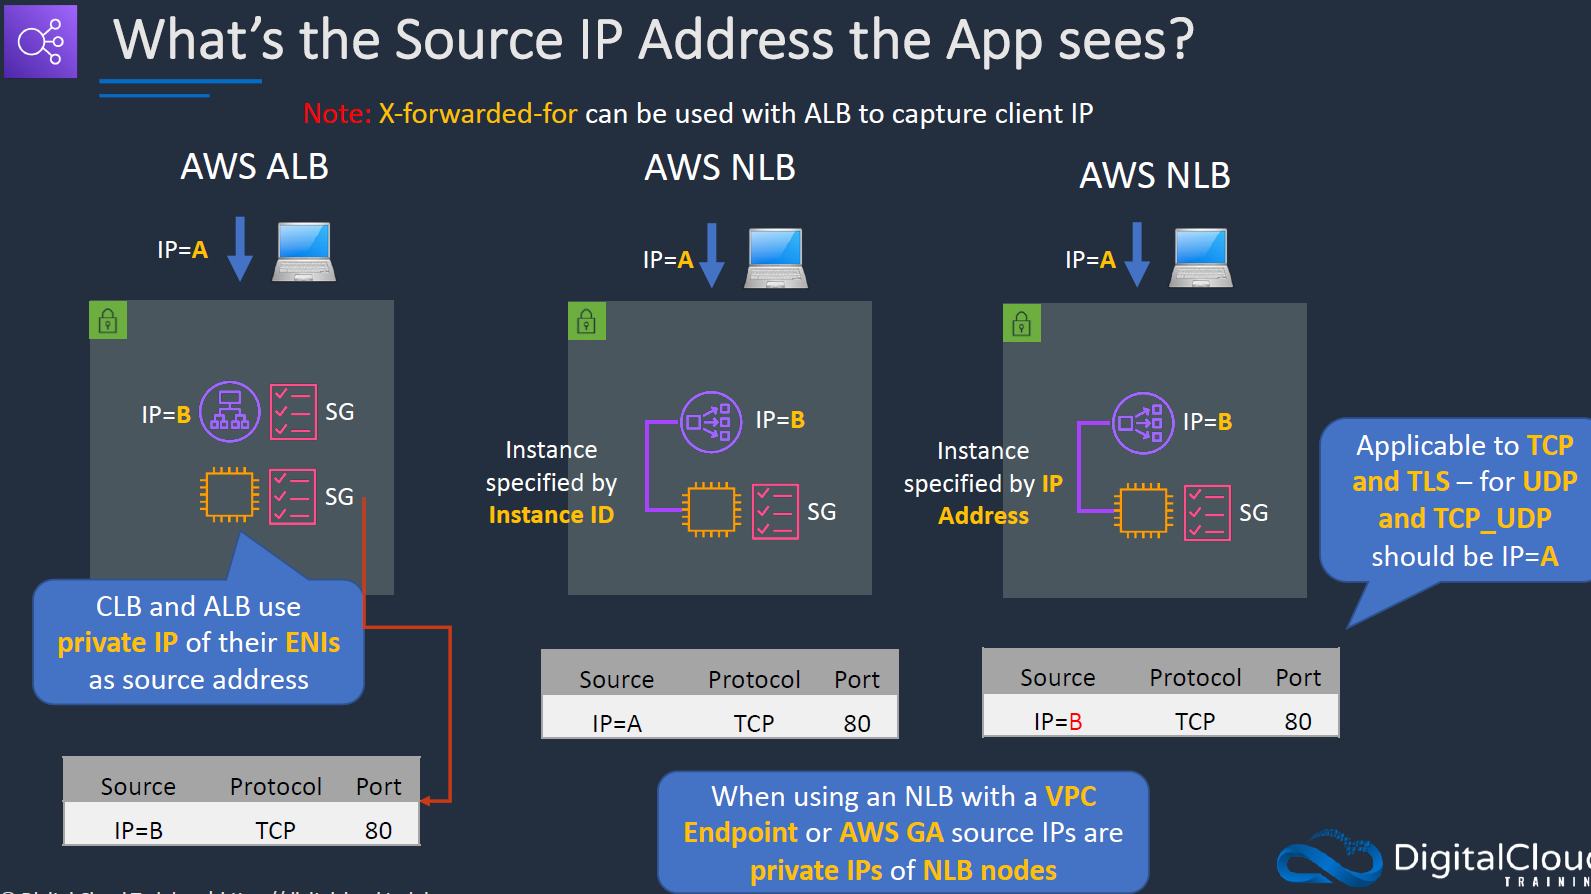 What's the Source IP Address the App sees?
Note: X-forwarded-for can be used with ALB to capture client IP
AWS ALB
IP=A
IP=B
SG
SG
CLB and ALB use
private IP of their ENIs
as source address
Source Protocol Port
IP=B TCP 80
AWS NLB
IP=A
IP=B
Instance
specified by
Instance ID
SG
Source Protocol Port
IP=A TCP 80
AWS NLB
IP=A
IP=B
Instance
specified by IP
Address
SG
Applicable to TCP
and TLS – for UDP
and TCP_UDP
should be IP=A
Source Protocol Port
IP=B TCP 80
When using an NLB with a VPC
Endpoint or AWS GA source IPs are
private IPs of NLB nodes
DigitalCloud
TRAINING